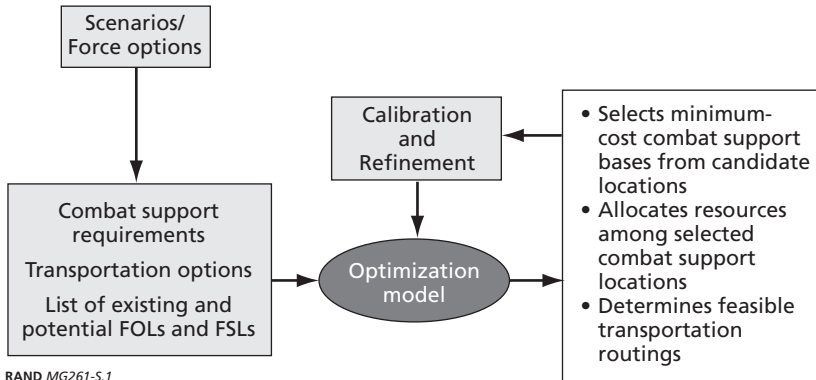 Scenarios/
Force options
Combat support
requirements
Transportation options
List of existing and
potential FOLs and FSLs
Calibration
and
Refinement
Optimization
model
• Selects minimum-
cost combat support
bases from candidate
locations
• Allocates resources
among selected
combat support
locations
• Determines feasible
transportation
routings
RAND MG261-S.1